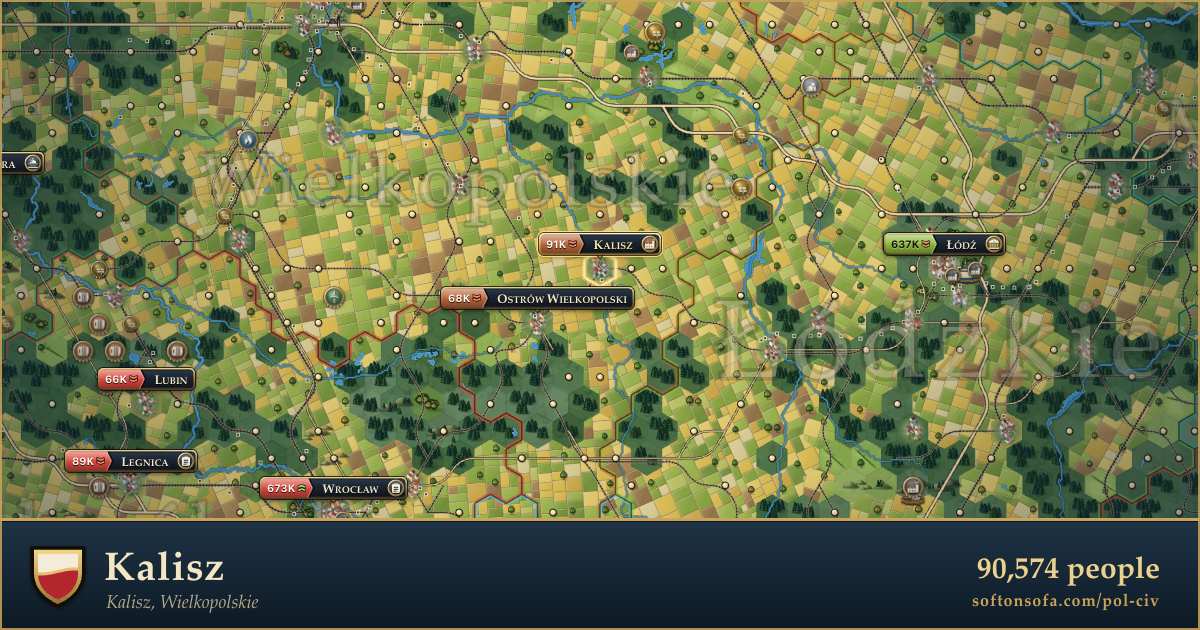 RA
Wielkopolskie
91K KALISZ
637K ŁÓDŹ
68K OSTRÓW WIELKOPOLSKI
Łódzkie
66K LUBIN
89K LEGNICA
673K WROCŁAW
Kalisz
Kalisz, Wielkopolskie
90,574 people
softonsofa.com/pol-civ